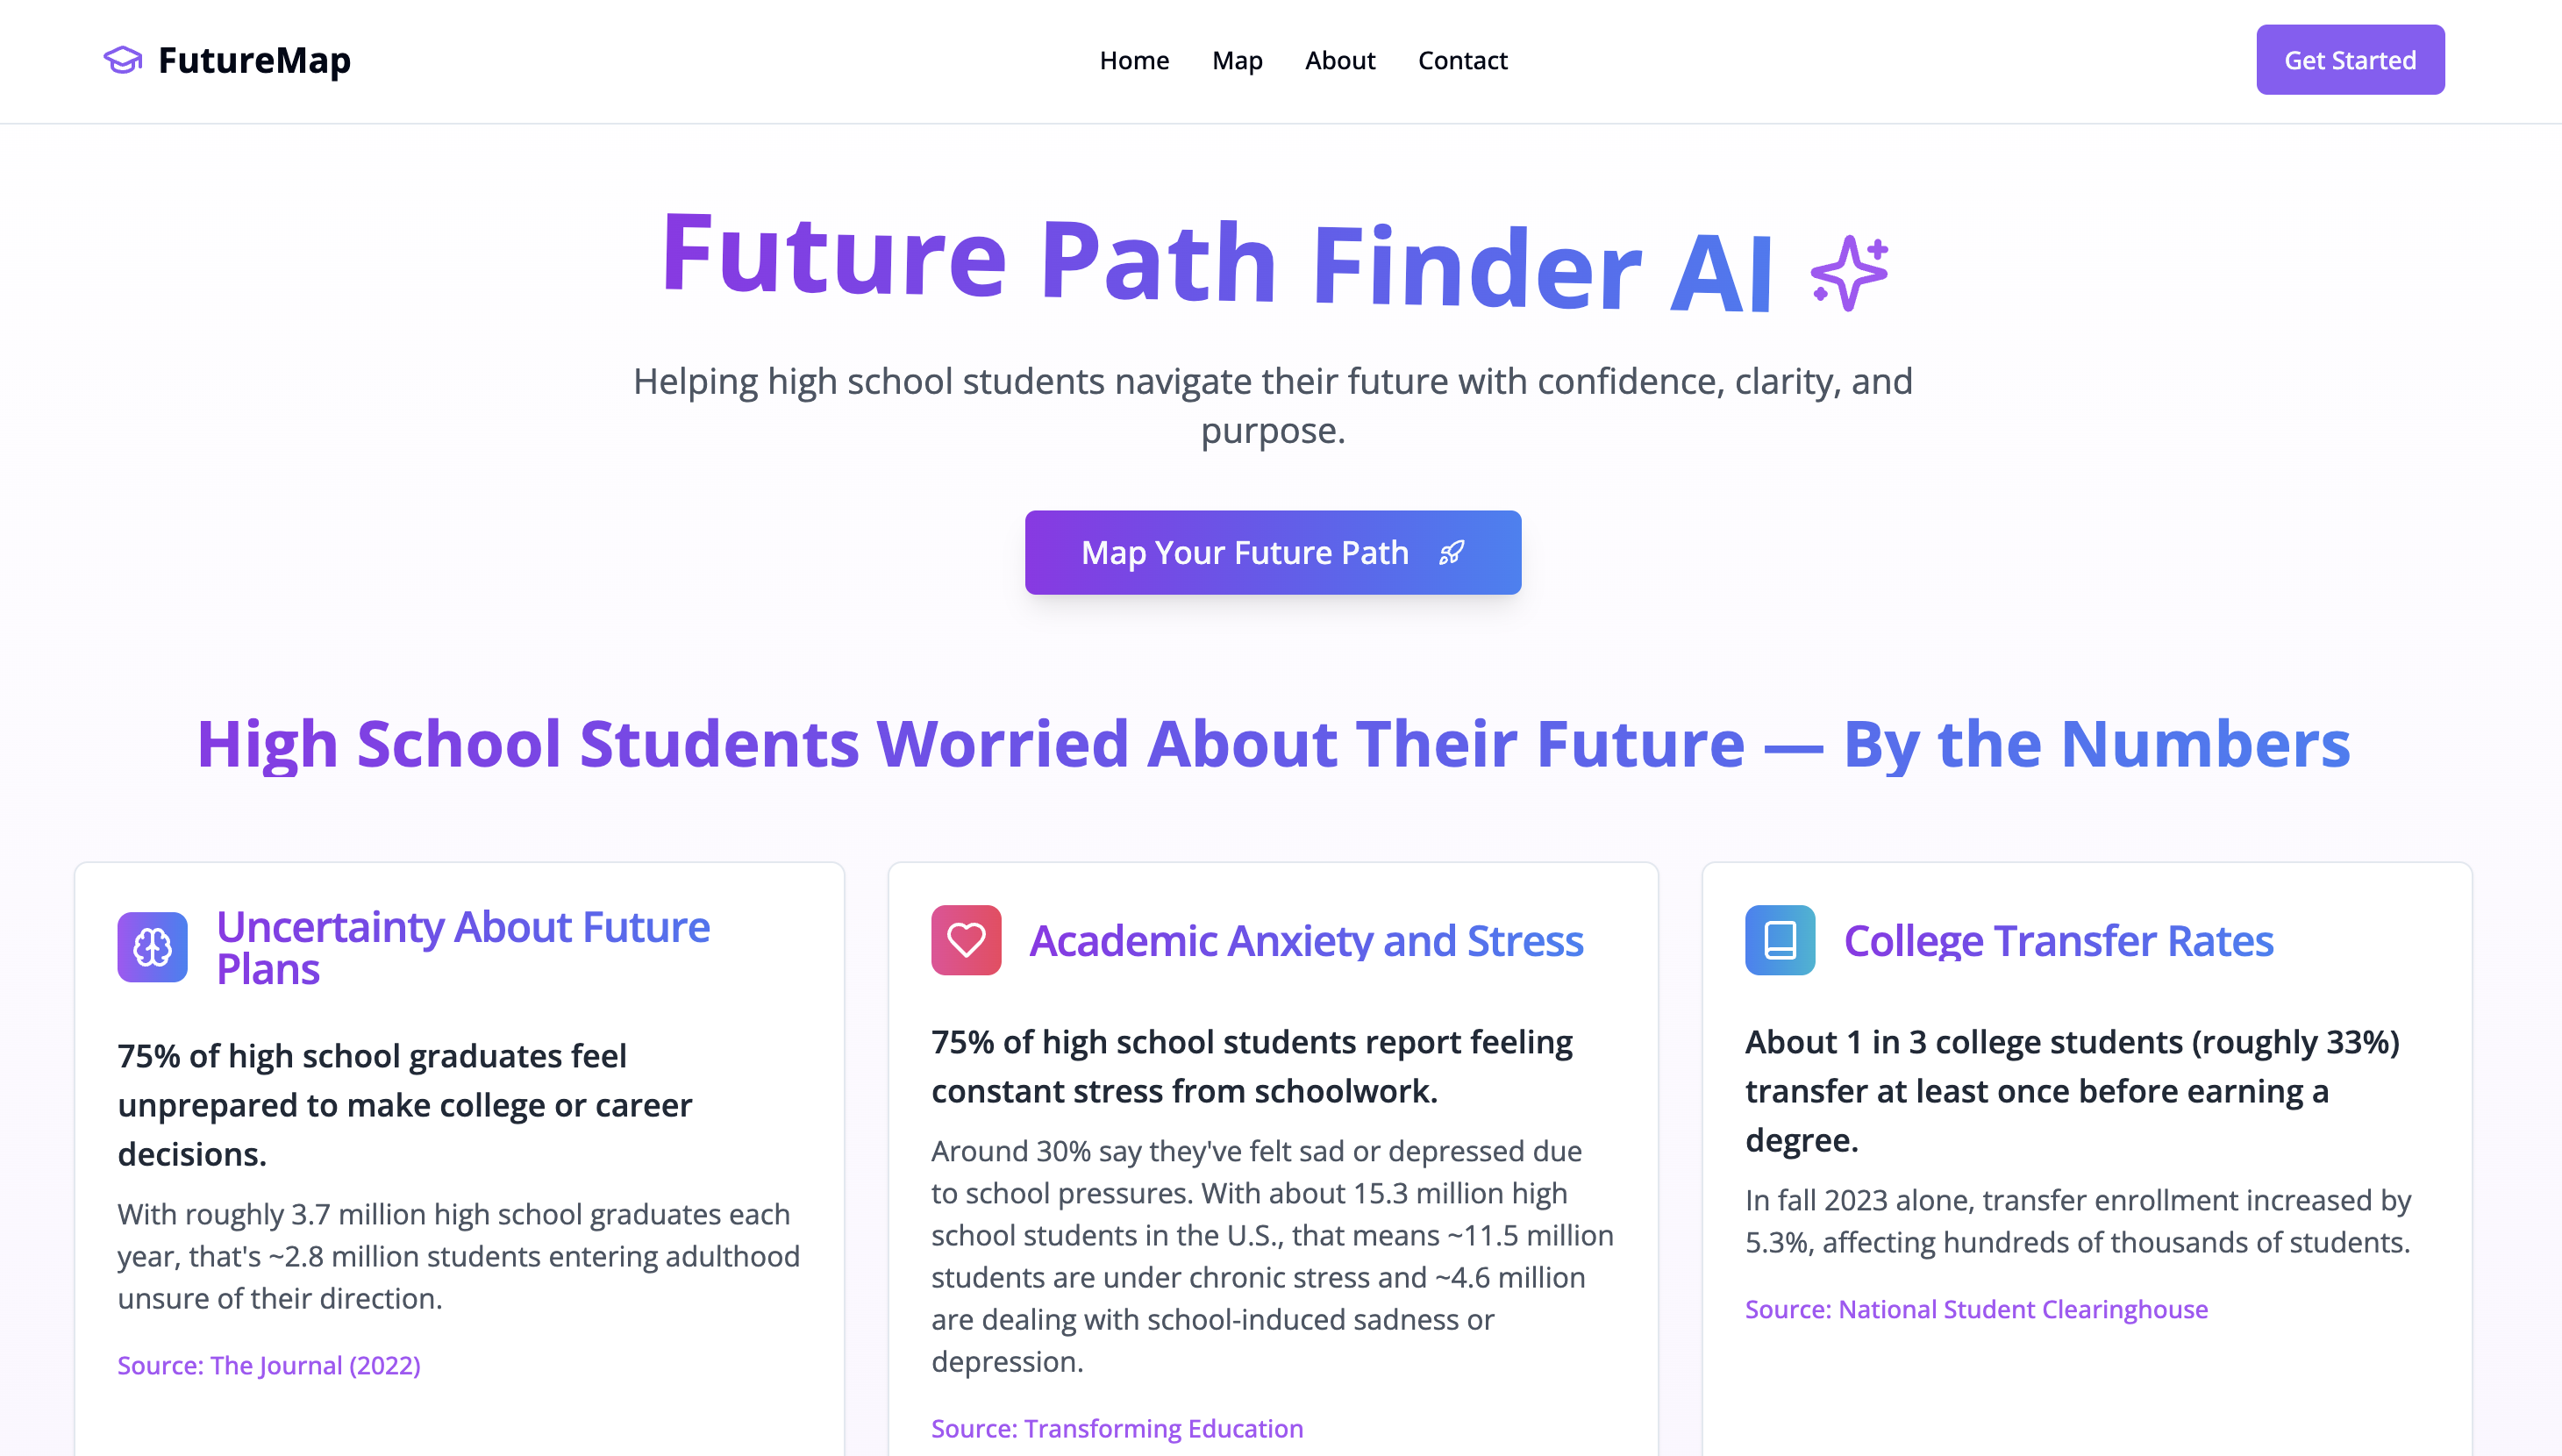 FutureMap
Home
Map
About
Contact
Get Started
Future Path Finder AI
Helping high school students navigate their future with confidence, clarity, and
purpose.
Map Your Future Path
High School Students Worried About Their Future — By the Numbers
Uncertainty About Future
Plans
75% of high school graduates feel
unprepared to make college or career
decisions.
With roughly 3.7 million high school graduates each
year, that's ~2.8 million students entering adulthood
unsure of their direction.
Source: The Journal (2022)
Academic Anxiety and Stress
75% of high school students report feeling
constant stress from schoolwork.
Around 30% say they've felt sad or depressed due
to school pressures. With about 15.3 million high
school students in the U.S., that means ~11.5 million
students are under chronic stress and ~4.6 million
are dealing with school-induced sadness or
depression.
Source: Transforming Education
College Transfer Rates
About 1 in 3 college students (roughly 33%)
transfer at least once before earning a
degree.
In fall 2023 alone, transfer enrollment increased by
5.3%, affecting hundreds of thousands of students.
Source: National Student Clearinghouse